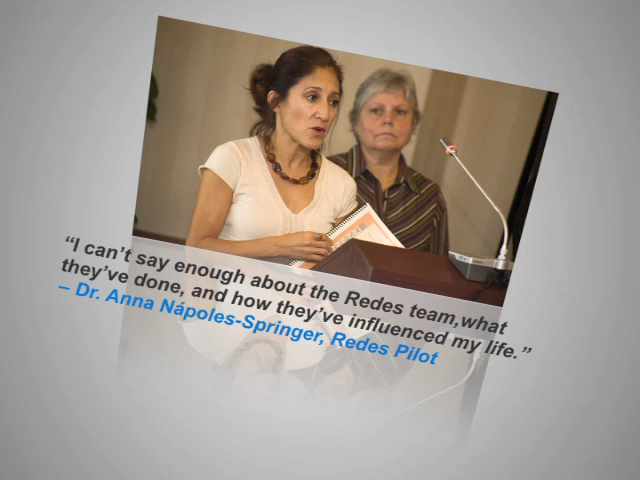 “I can’t say enough about the Redes team,what
they’ve done, and how they’ve influenced my life.”
– Dr. Anna Nápoles-Springer, Redes Pilot